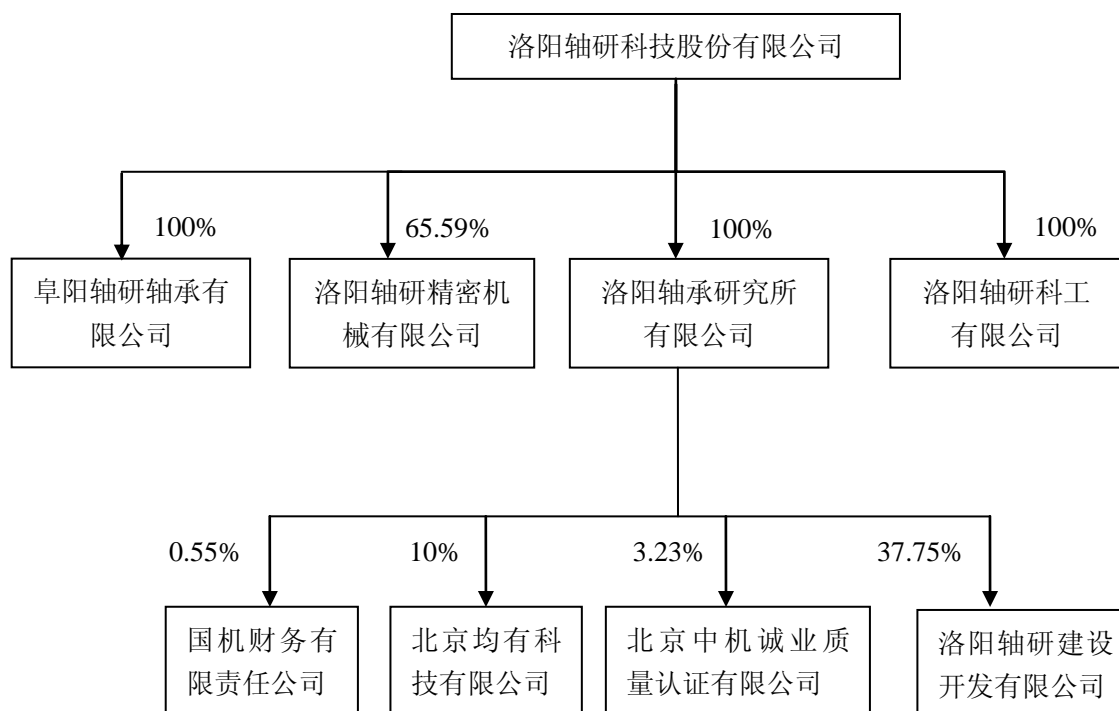 洛阳轴研科技股份有限公司
100%
65.59%
100%
100%
阜阳轴研轴承有
限公司
洛阳轴研精密机
械有限公司
洛阳轴承研究所
有限公司
洛阳轴研科工
有限公司
0.55%
10%
3.23%
37.75%
国机财务有
限责任公司
北京均有科
技有限公司
北京中机诚业质
量认证有限公司
洛阳轴研建设
开发有限公司